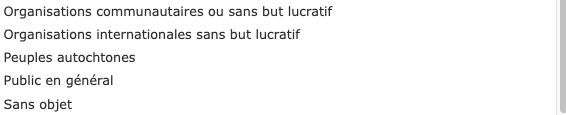 Organisations communautaires ou sans but lucratif
Organisations internationales sans but lucratif
Peuples autochtones
Public en général
Sans objet